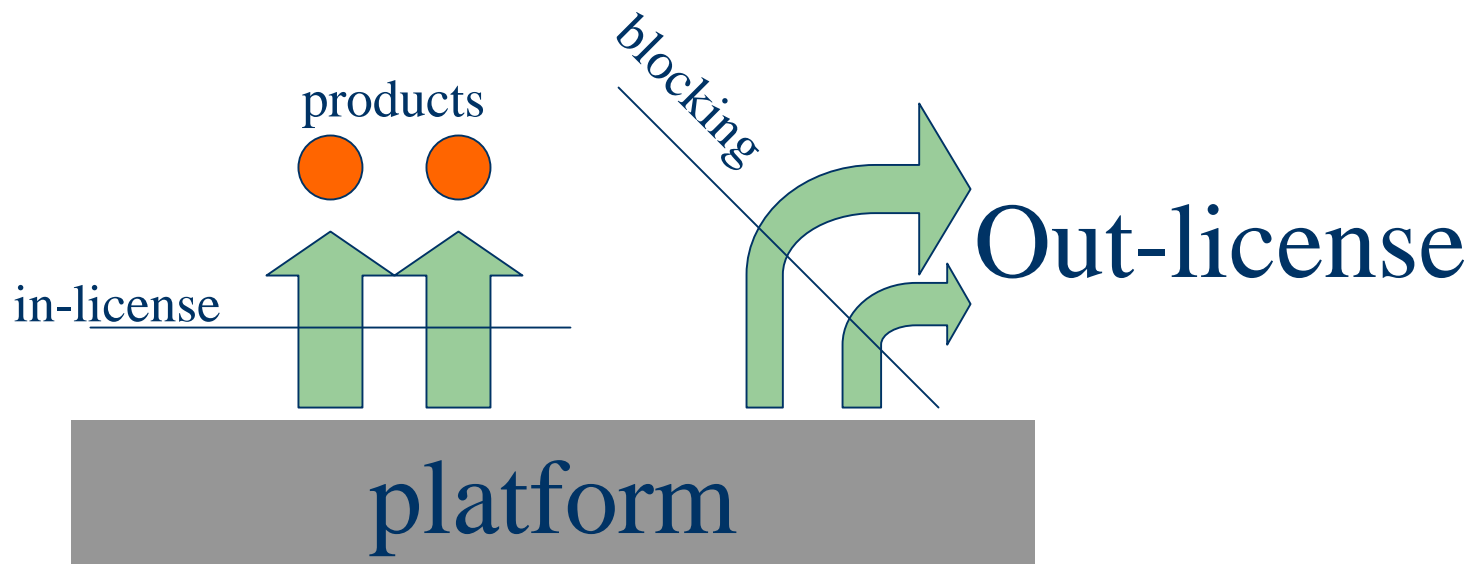 blocking
products
in-license
Out-license
platform